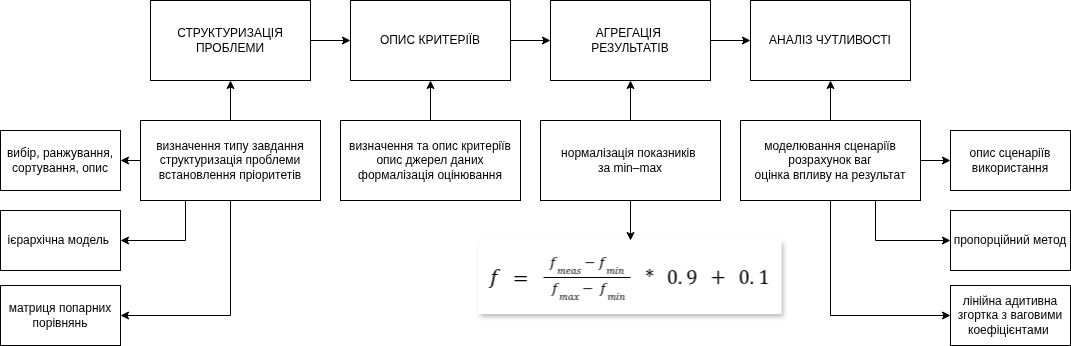 СТРУКТУРИЗАЦІЯ
ПРОБЛЕМИ
ОПИС КРИТЕРІЇВ
АГРЕГАЦІЯ
РЕЗУЛЬТАТІВ
АНАЛІЗ ЧУТЛИВОСТІ
вибір, ранжування,
сортування, опис
визначення типу завдання
структуризація проблеми
встановлення пріоритетів
визначення та опис критеріїв
опис джерел даних
формалізація оцінювання
нормалізація показників
за min–max
моделювання сценаріїв
розрахунок ваг
оцінка впливу на результат
опис сценаріїв
використання
ієрархічна модель
пропорційний метод
f = (f_meas − f_min) / (f_max − f_min) * 0.9 + 0.1
матриця попарних
порівнянь
лінійна адитивна
згортка з ваговими
коефіцієнтами